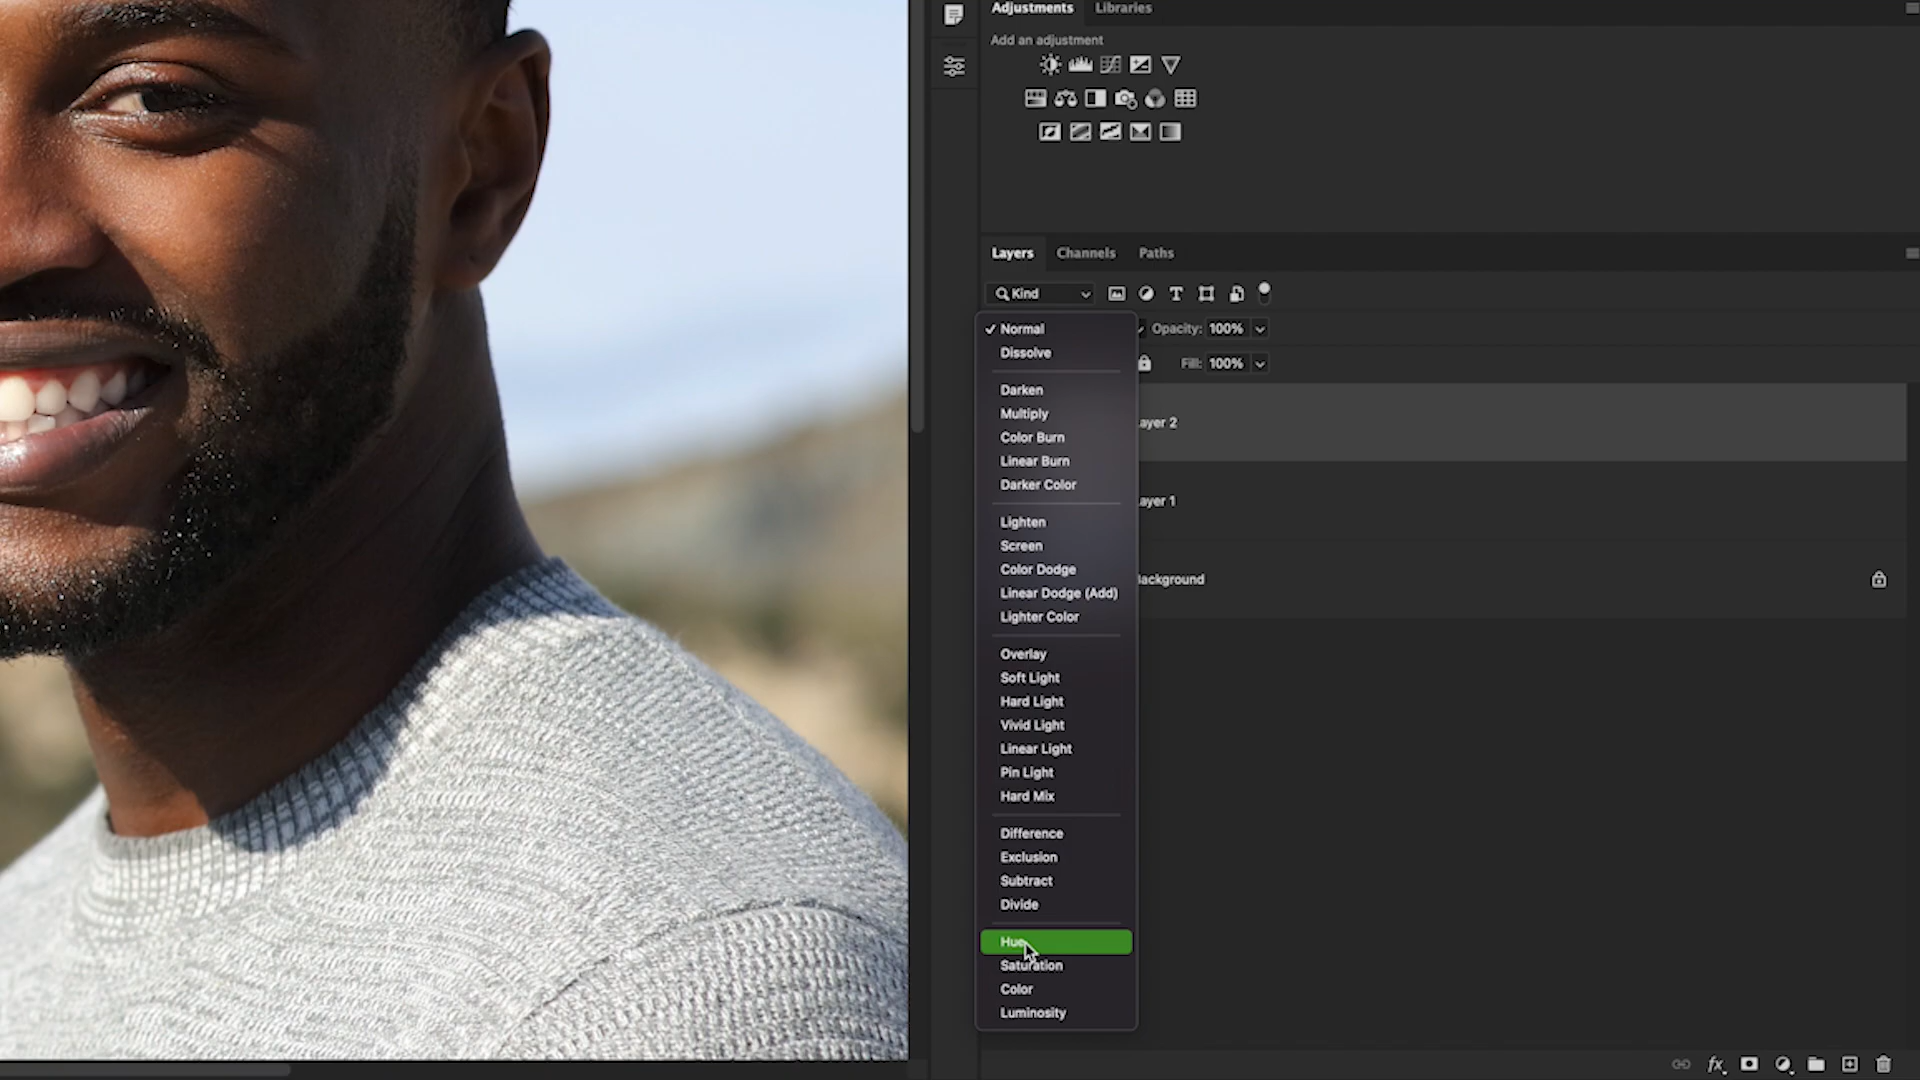 Adjustments Libraries
Add an adjustment
Layers Channels Paths
Kind
Normal
Opacity: 100%
Dissolve
Fill: 100%
Darken
Multiply
ayer 2
Color Burn
Linear Burn
Darker Color
ayer 1
Lighten
Screen
Color Dodge
ackground
Linear Dodge (Add)
Lighter Color
Overlay
Soft Light
Hard Light
Vivid Light
Linear Light
Pin Light
Hard Mix
Difference
Exclusion
Subtract
Divide
Hue
Saturation
Color
Luminosity
fx